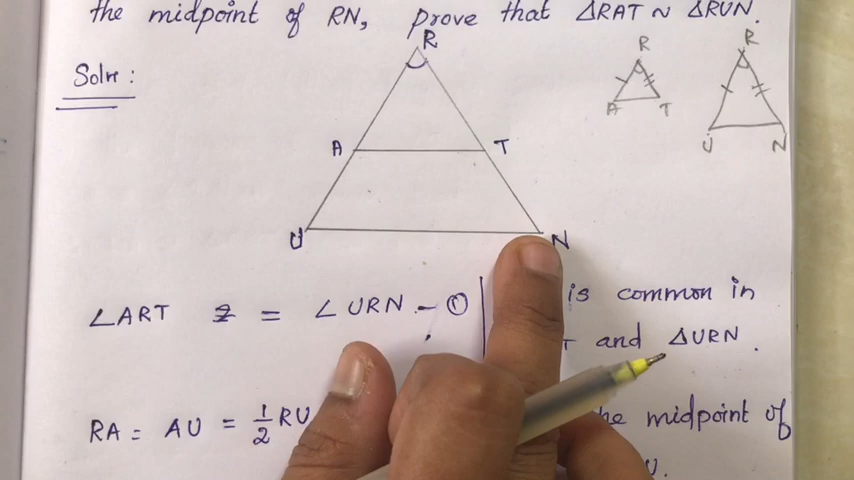 the midpoint of RN, prove that ΔRAT ~ ΔRUN.
Soln:
R
A
T
U
N
R
A T
R
U N
∠ART = ∠URN - ①
is common in
and ΔURN.
RA = AU = 1/2 RU
the midpoint of